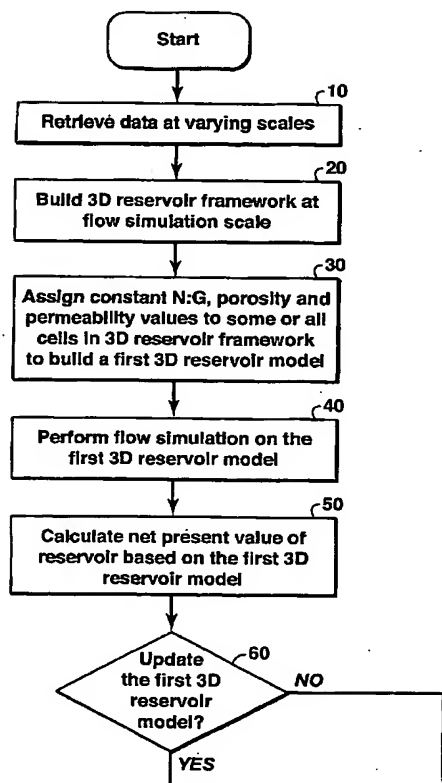 Start
10
Retrieve data at varying scales
20
Build 3D reservoir framework at
flow simulation scale
30
Assign constant N:G, porosity and
permeability values to some or all
cells in 3D reservoir framework
to build a first 3D reservoir model
40
Perform flow simulation on the
first 3D reservoir model
50
Calculate net present value of
reservoir based on the first 3D
reservoir model
60
Update
the first 3D
reservoir
model?
NO
YES